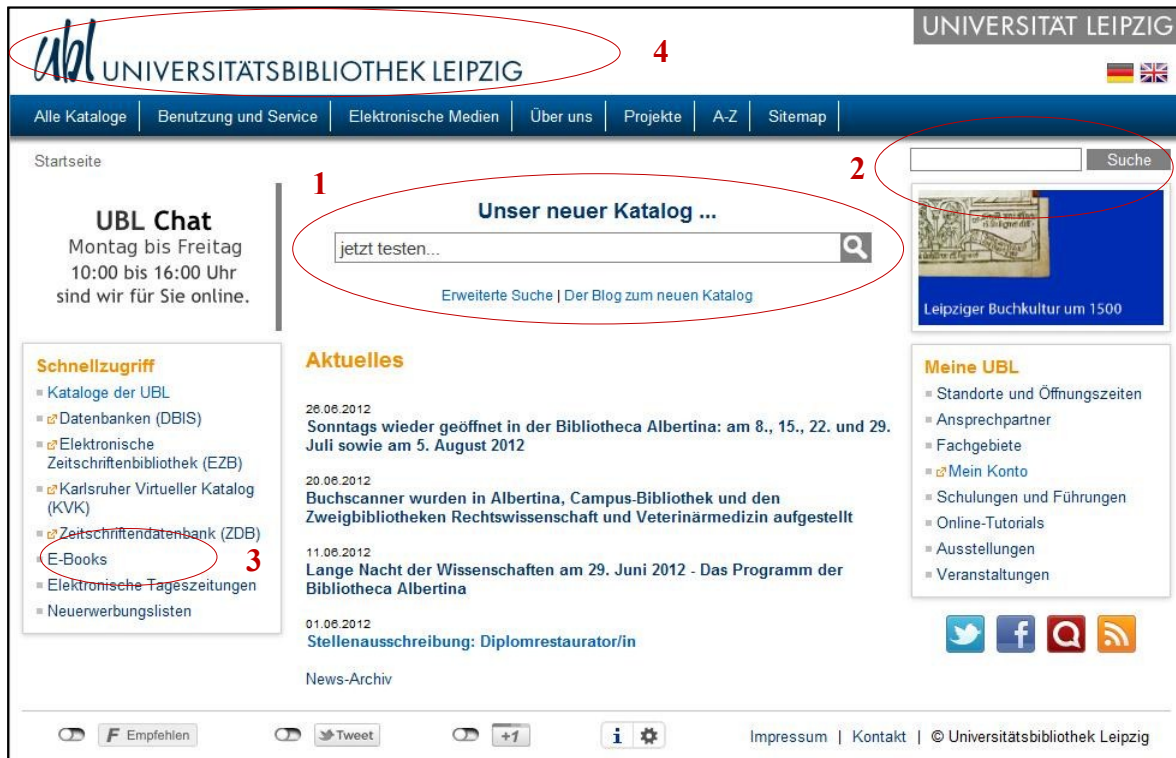 UNIVERSITÄT LEIPZIG
ubl UNIVERSITÄTSBIBLIOTHEK LEIPZIG
4
Alle Kataloge
Benutzung und Service
Elektronische Medien
Über uns
Projekte
A-Z
Sitemap
Startseite
2
Suche
UBL Chat
Montag bis Freitag
10:00 bis 16:00 Uhr
sind wir für Sie online.
1
Unser neuer Katalog ...
jetzt testen...
Erweiterte Suche | Der Blog zum neuen Katalog
Leipziger Buchkultur um 1500
Schnellzugriff
Kataloge der UBL
Datenbanken (DBIS)
Elektronische
Zeitschriftenbibliothek (EZB)
Karlsruher Virtueller Katalog
(KVK)
Zeitschriftendatenbank (ZDB)
E-Books
3
Elektronische Tageszeitungen
Neuerwerbungslisten
Aktuelles
26.06.2012
Sonntags wieder geöffnet in der Bibliotheca Albertina: am 8., 15., 22. und 29.
Juli sowie am 5. August 2012
20.06.2012
Buchscanner wurden in Albertina, Campus-Bibliothek und den
Zweigbibliotheken Rechtswissenschaft und Veterinärmedizin aufgestellt
11.06.2012
Lange Nacht der Wissenschaften am 29. Juni 2012 - Das Programm der
Bibliotheca Albertina
01.06.2012
Stellenausschreibung: Diplomrestaurator/in
News-Archiv
Meine UBL
Standorte und Öffnungszeiten
Ansprechpartner
Fachgebiete
Mein Konto
Schulungen und Führungen
Online-Tutorials
Ausstellungen
Veranstaltungen
F Empfehlen
Tweet
+1
i
Impressum | Kontakt | © Universitätsbibliothek Leipzig